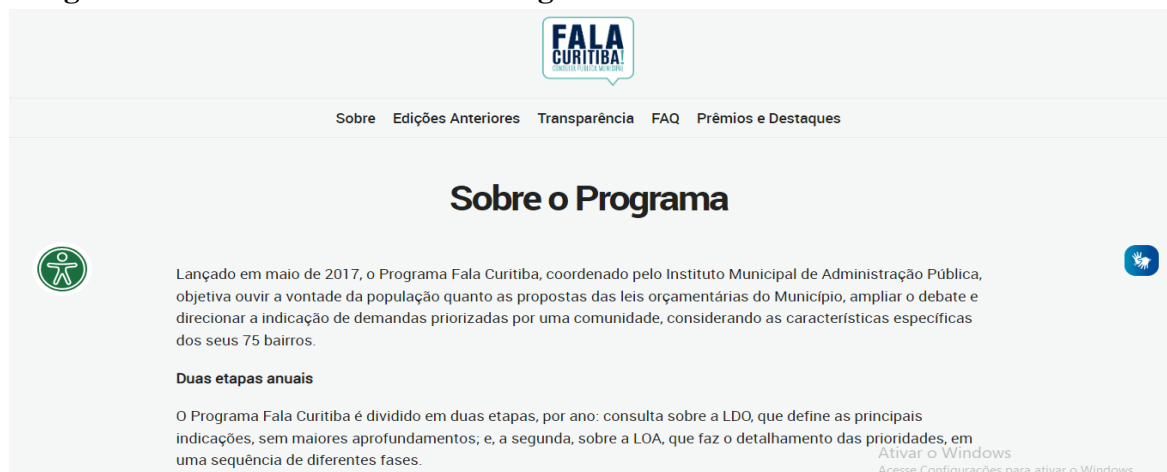 FALA
CURITIBA!
CONSULTA PÚBLICA MUNICIPAL
Sobre Edições Anteriores Transparência FAQ Prêmios e Destaques
Sobre o Programa
Lançado em maio de 2017, o Programa Fala Curitiba, coordenado pelo Instituto Municipal de Administração Pública,
objetiva ouvir a vontade da população quanto as propostas das leis orçamentárias do Município, ampliar o debate e
direcionar a indicação de demandas priorizadas por uma comunidade, considerando as características específicas
dos seus 75 bairros.
Duas etapas anuais
O Programa Fala Curitiba é dividido em duas etapas, por ano: consulta sobre a LDO, que define as principais
indicações, sem maiores aprofundamentos; e, a segunda, sobre a LOA, que faz o detalhamento das prioridades, em
uma sequência de diferentes fases.
Ativar o Windows
Acesse Configurações para ativar o Windows.